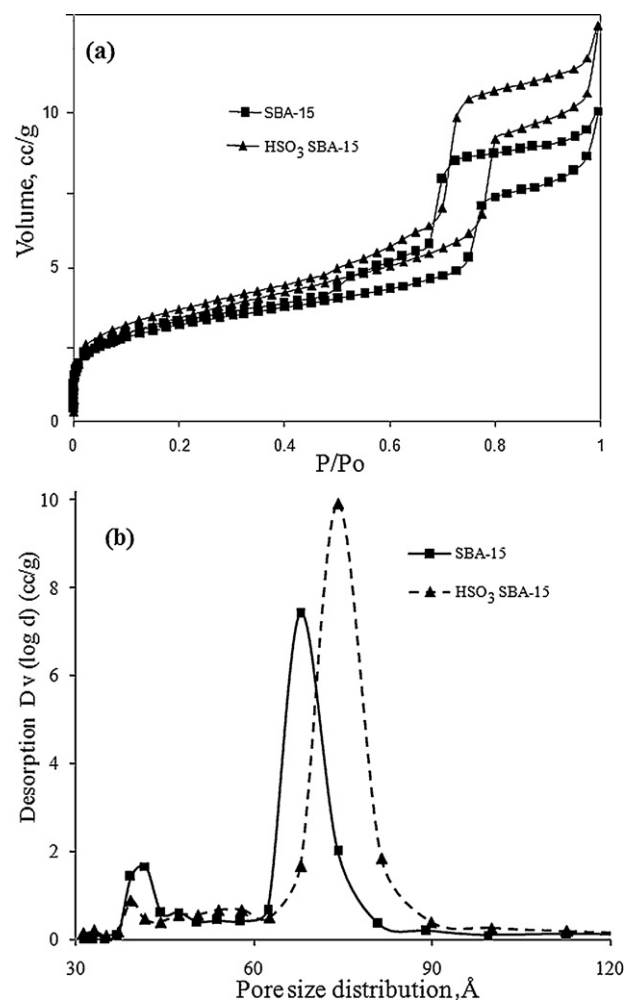 (a)
SBA-15
HSO3 SBA-15
Volume, cc/g
10
5
0
0 0.2 0.4 0.6 0.8 1
P/Po
(b)
SBA-15
HSO3 SBA-15
Desorption D v (log d) (cc/g)
10
8
6
4
2
0
30 60 90 120
Pore size distribution,Å